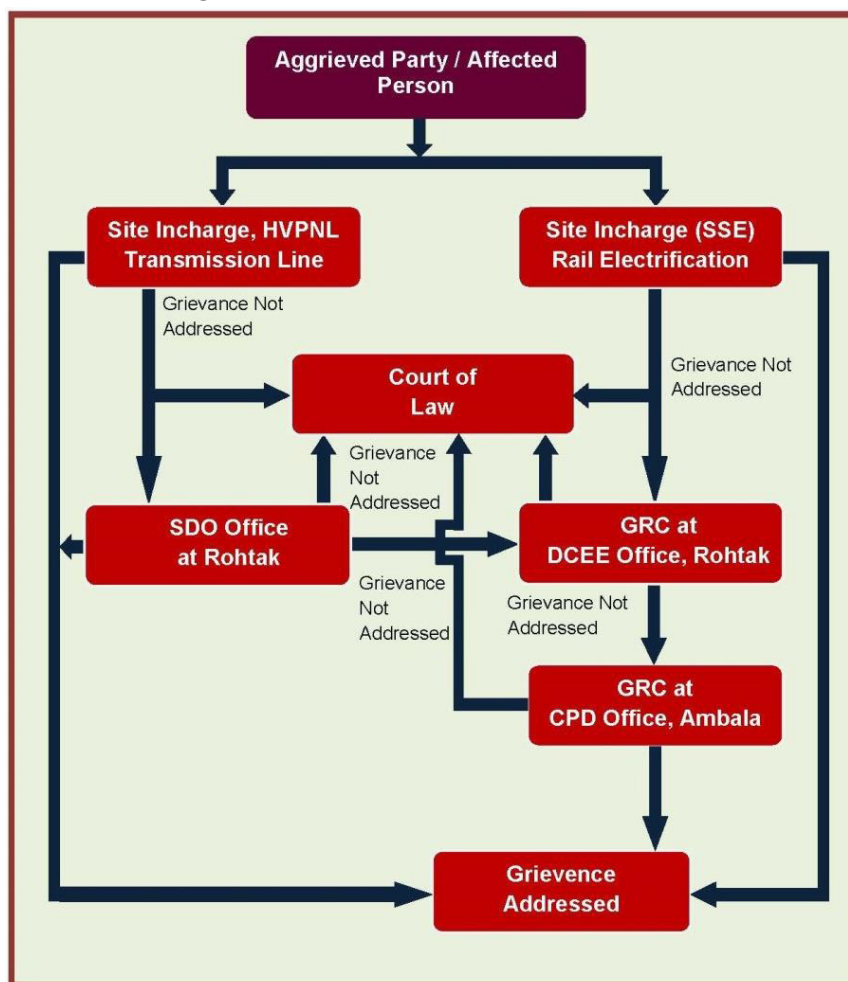 Aggrieved Party / Affected
Person
Site Incharge, HVPNL
Transmission Line
Site Incharge (SSE)
Rail Electrification
Grievance Not
Addressed
Grievance Not
Addressed
Court of
Law
Grievance
Not
Addressed
SDO Office
at Rohtak
GRC at
DCEE Office, Rohtak
Grievance
Not
Addressed
Grievance Not
Addressed
GRC at
CPD Office, Ambala
Grievence
Addressed